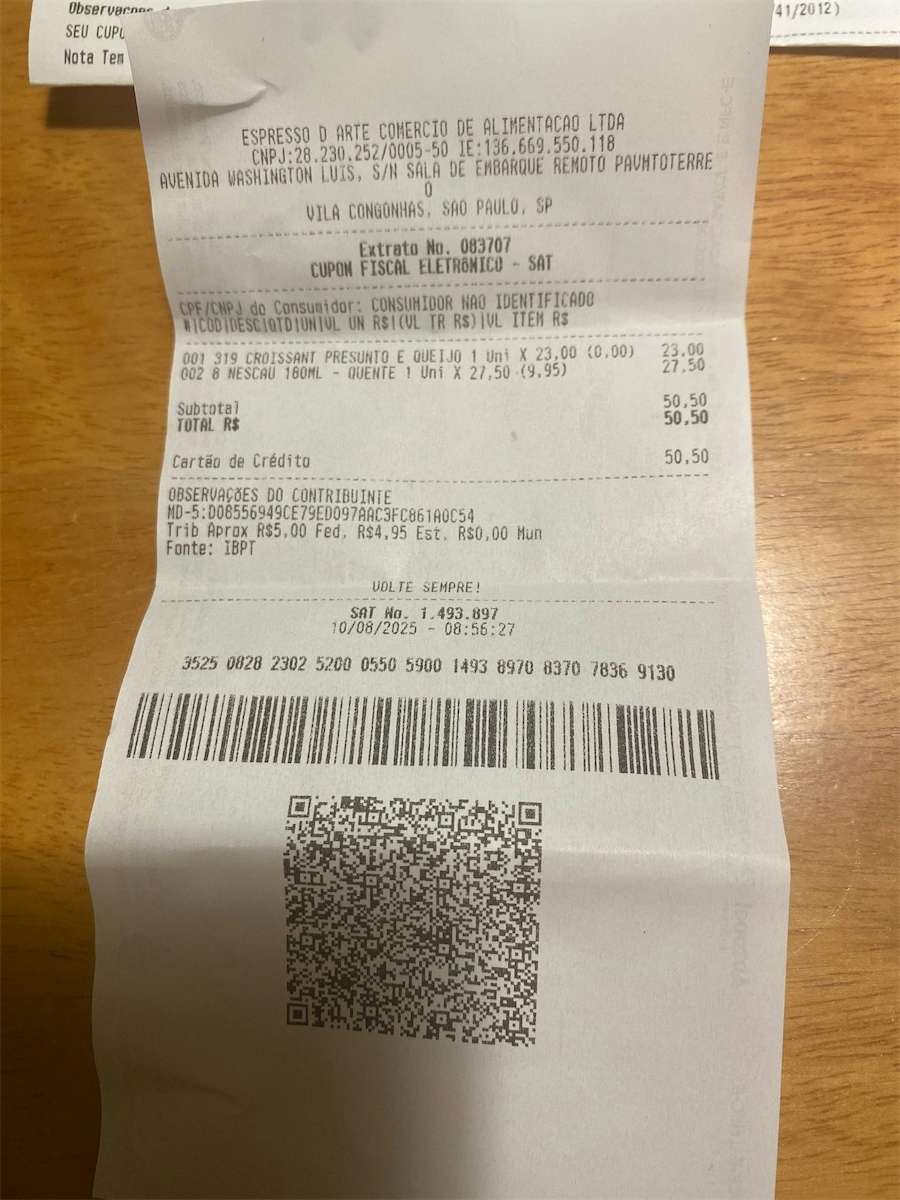 SEU CUPO
Nota Tem
41/2012)
ESPRESSO D ARTE COMERCIO DE ALIMENTACAO LTDA
CNPJ:28.230.252/0005-50 IE:136.669.550.118
AVENIDA WASHINGTON LUIS, S/N SALA DE EMBARQUE REMOTO PAVMTOTERRE
O
VILA CONGONHAS, SAO PAULO, SP
Extrato No. 083707
CUPOM FISCAL ELETRÔNICO - SAT
CPF/CNPJ do Consumidor: CONSUMIDOR NAO IDENTIFICADO
#|COD|DESC|QTD|UN|VL UN R$|(VL TR R$)|VL ITEM R$
001 319 CROISSANT PRESUNTO E QUEIJO 1 Uni X 23,00 (0,00) 23,00
002 8 NESCAU 180ML - QUENTE 1 Uni X 27,50 (9,95) 27,50
Subtotal 50,50
TOTAL R$ 50,50
Cartão de Crédito 50,50
OBSERVAÇÕES DO CONTRIBUINTE
MD-5:D08556949CE79ED097AAC3FC861A0C54
Trib Aprox R$5,00 Fed, R$4,95 Est. R$0,00 Mun
Fonte: IBPT
VOLTE SEMPRE!
SAT No. 1.493.897
10/08/2025 - 08:56:27
3525 0828 2302 5200 0550 5900 1493 8970 8370 7836 9130